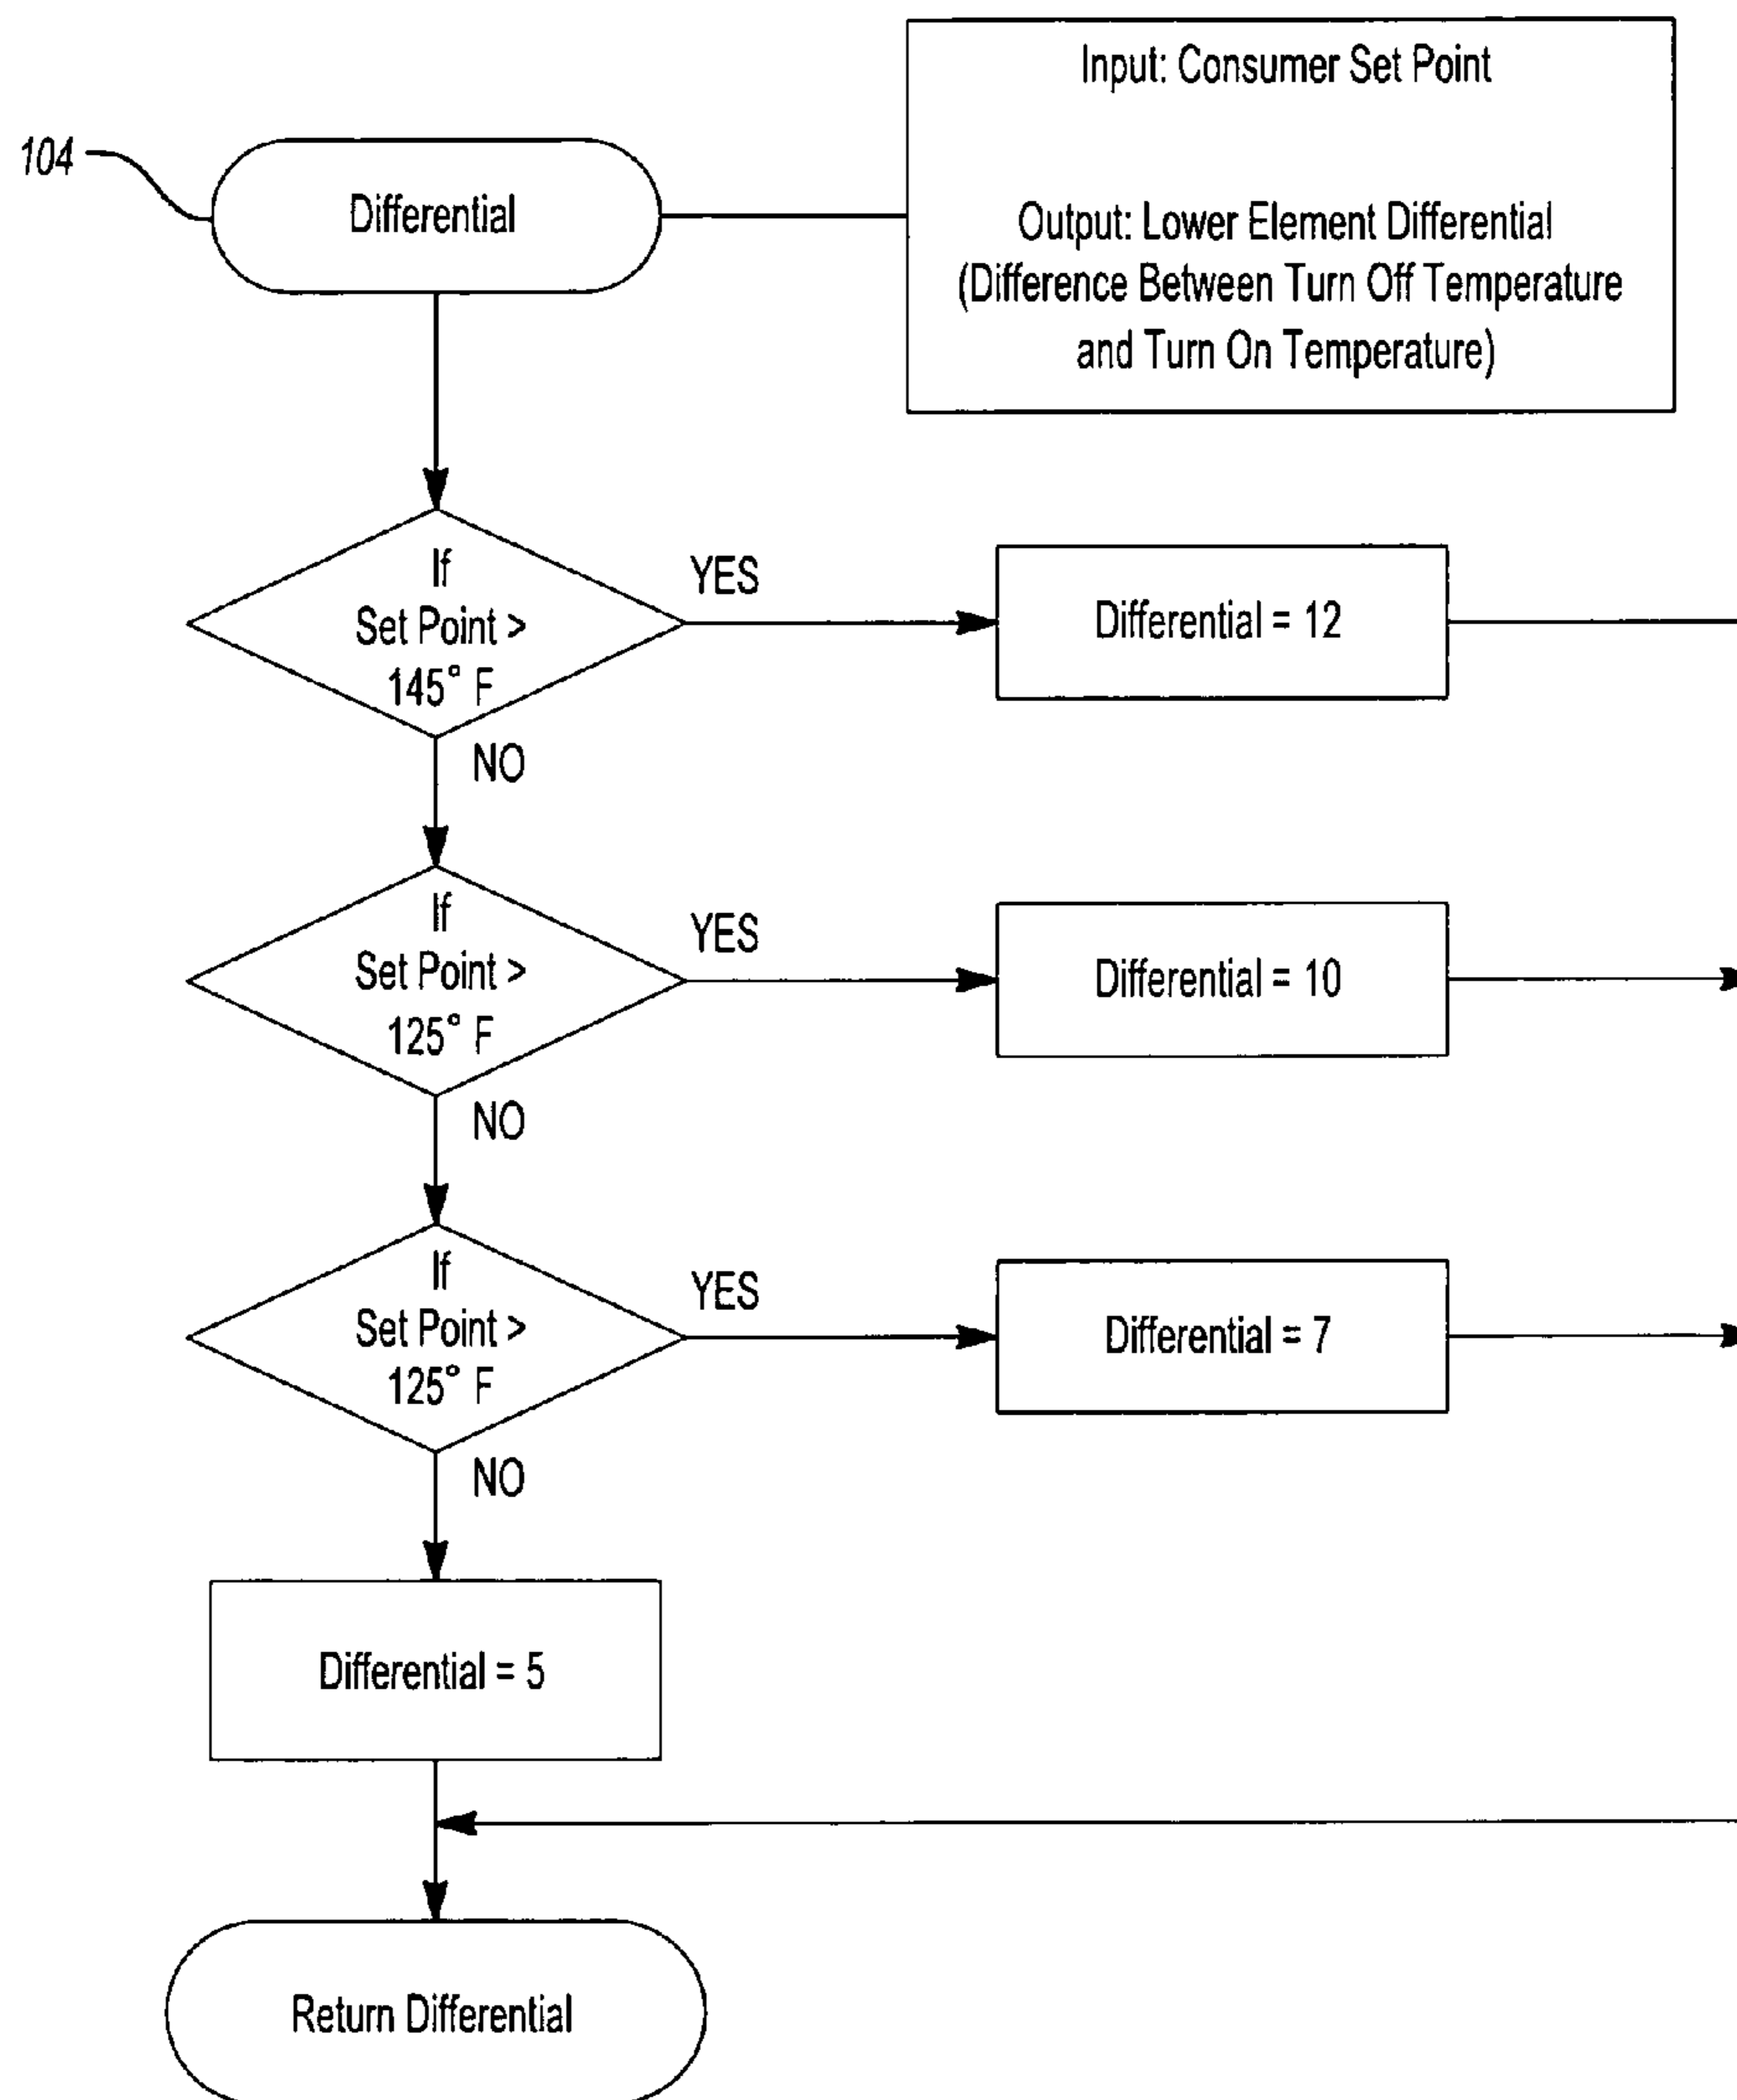 104
Differential
Input: Consumer Set Point
Output: Lower Element Differential
(Difference Between Turn Off Temperature
and Turn On Temperature)
If
Set Point >
145° F
YES
Differential = 12
NO
If
Set Point >
125° F
YES
Differential = 10
NO
If
Set Point >
125° F
YES
Differential = 7
NO
Differential = 5
Return Differential